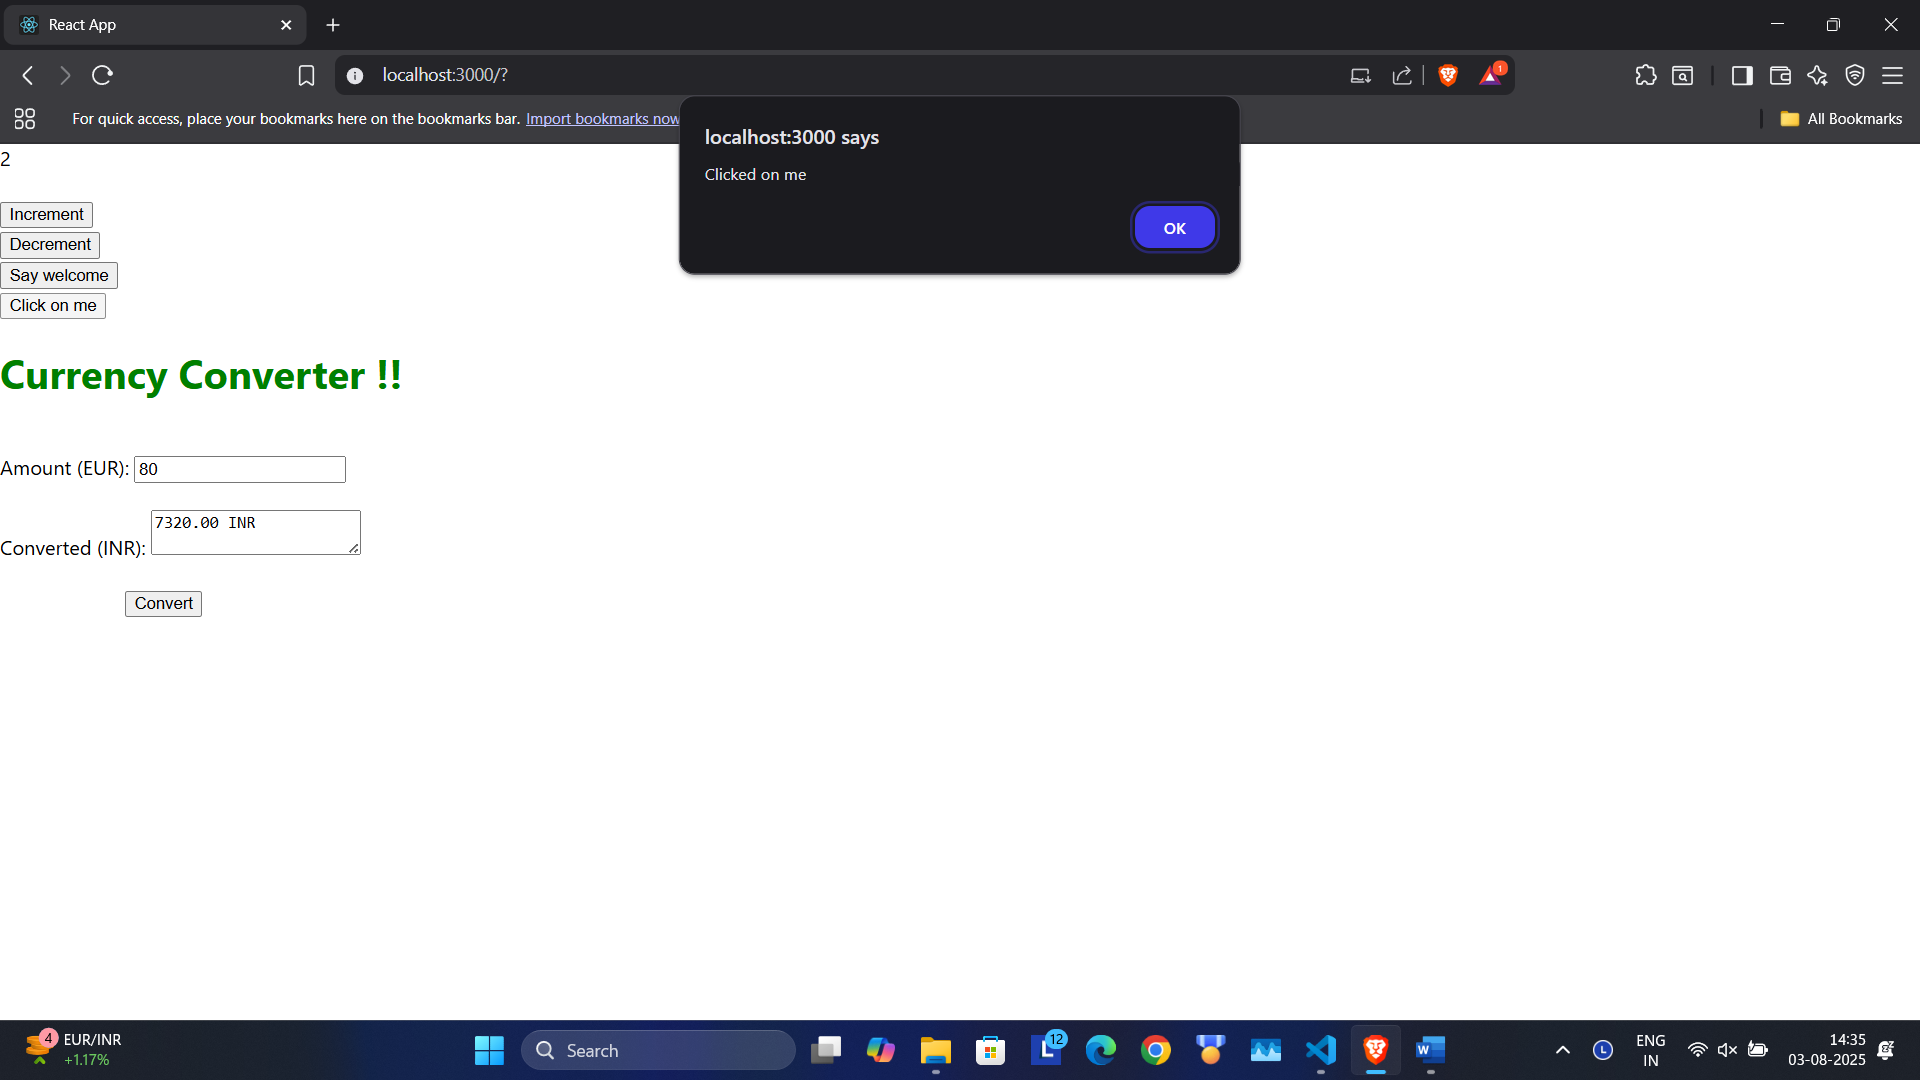 React App
localhost:3000/?
1
For quick access, place your bookmarks here on the bookmarks bar. Import bookmarks now
All Bookmarks
localhost:3000 says
Clicked on me
OK
2
Increment
Decrement
Say welcome
Click on me
Currency Converter !!
Amount (EUR): 80
Converted (INR): 7320.00 INR
Convert
4
EUR/INR
+1.17%
Search
L 12
W
L
ENG
IN
14:35
03-08-2025